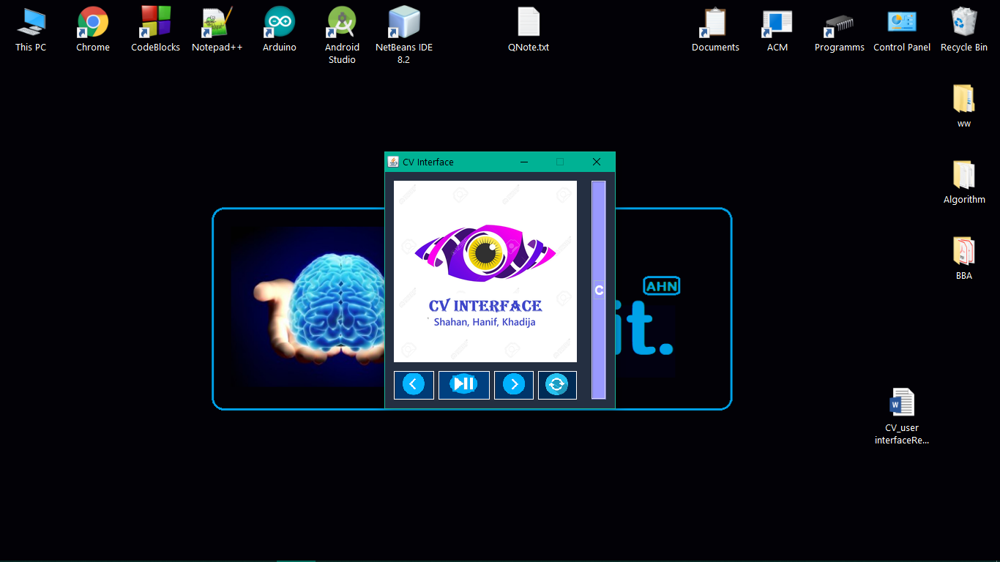 This PC
Chrome
CodeBlocks
Notepad++
Arduino
Android
Studio
NetBeans IDE
8.2
QNote.txt
Documents
ACM
Programms
Control Panel
Recycle Bin
ww
Algorithm
BBA
CV Interface
CV INTERFACE
Shahan, Hanif, Khadija
C
AHN
it.
W
CV_user
interfaceRe...